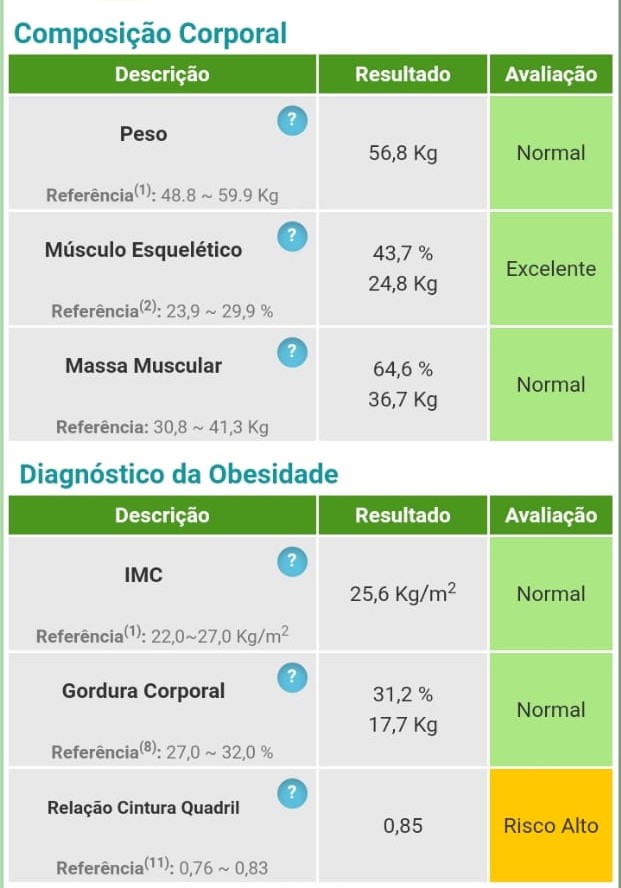 Composição Corporal
Descrição Resultado Avaliação
Peso ?
56,8 Kg Normal
Referência(1): 48.8 ~ 59.9 Kg
Músculo Esquelético ?
43,7 %
24,8 Kg
Excelente
Referência(2): 23,9 ~ 29,9 %
Massa Muscular ?
64,6 %
36,7 Kg
Normal
Referência: 30,8 ~ 41,3 Kg
Diagnóstico da Obesidade
Descrição Resultado Avaliação
IMC ?
25,6 Kg/m² Normal
Referência(1): 22,0~27,0 Kg/m²
Gordura Corporal ?
31,2 %
17,7 Kg
Normal
Referência(8): 27,0 ~ 32,0 %
Relação Cintura Quadril ?
0,85 Risco Alto
Referência(11): 0,76 ~ 0,83